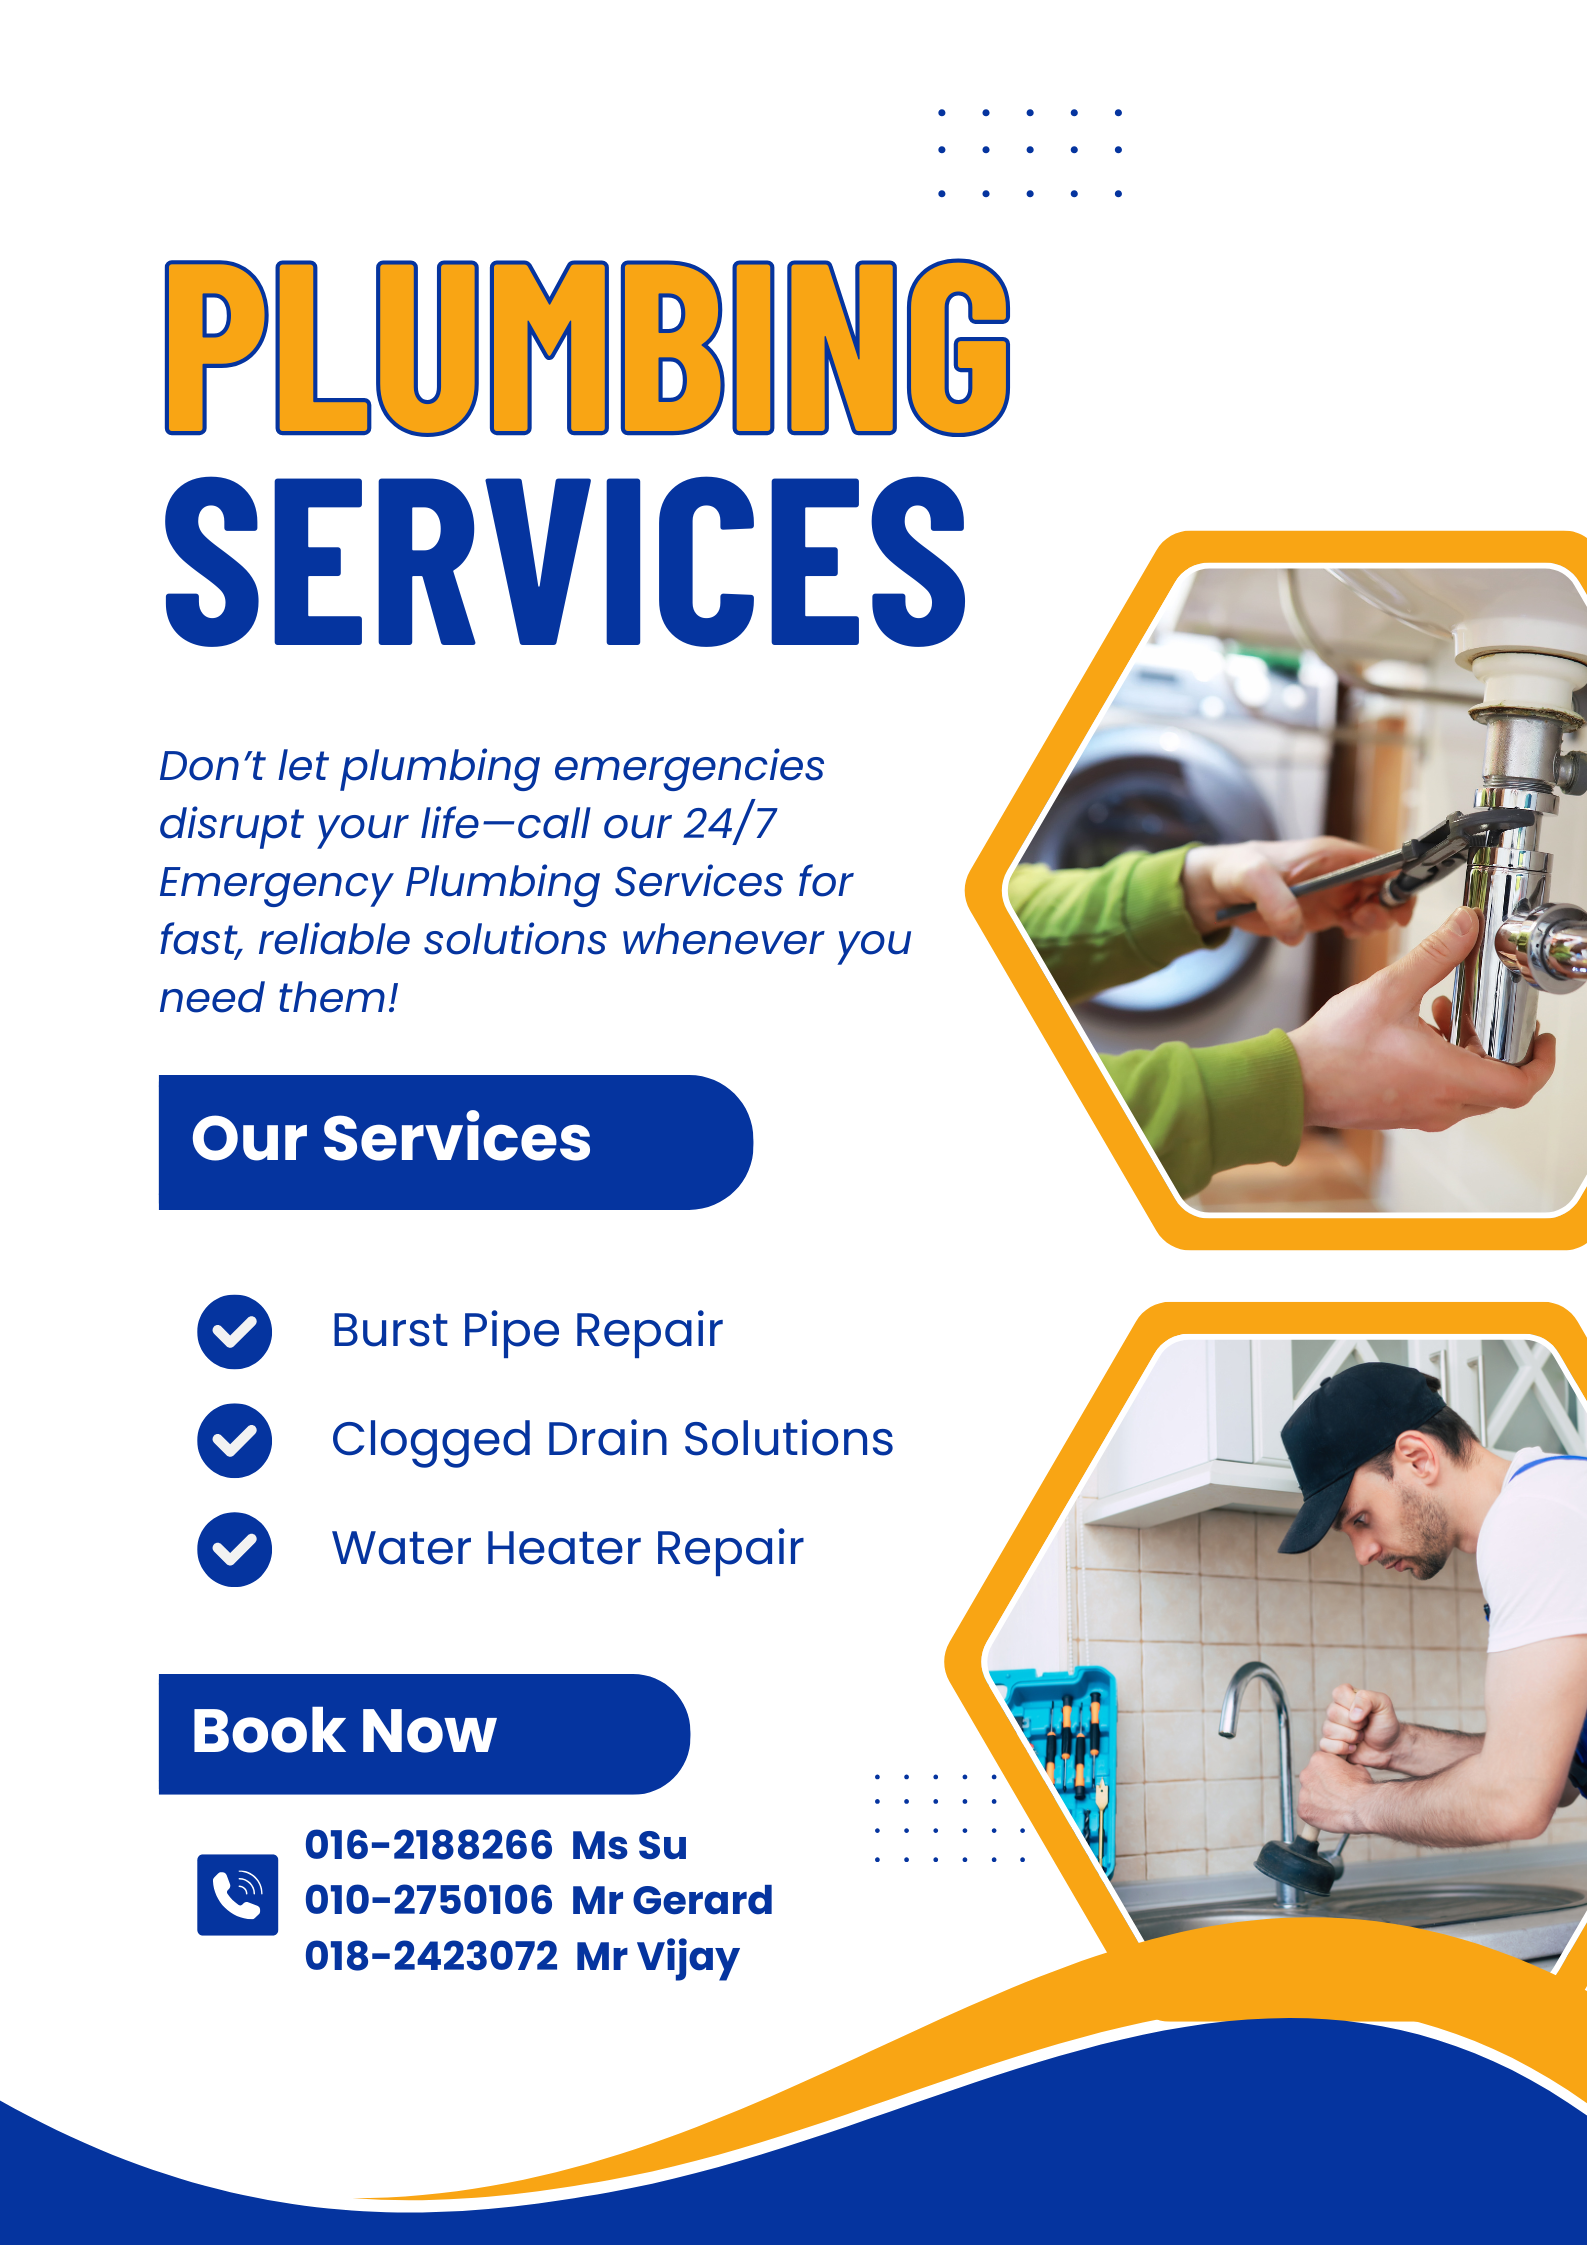 PLUMBING
SERVICES
Don’t let plumbing emergencies
disrupt your life—call our 24/7
Emergency Plumbing Services for
fast, reliable solutions whenever you
need them!
Our Services
Burst Pipe Repair
Clogged Drain Solutions
Water Heater Repair
Book Now
016-2188266 Ms Su
010-2750106 Mr Gerard
018-2423072 Mr Vijay